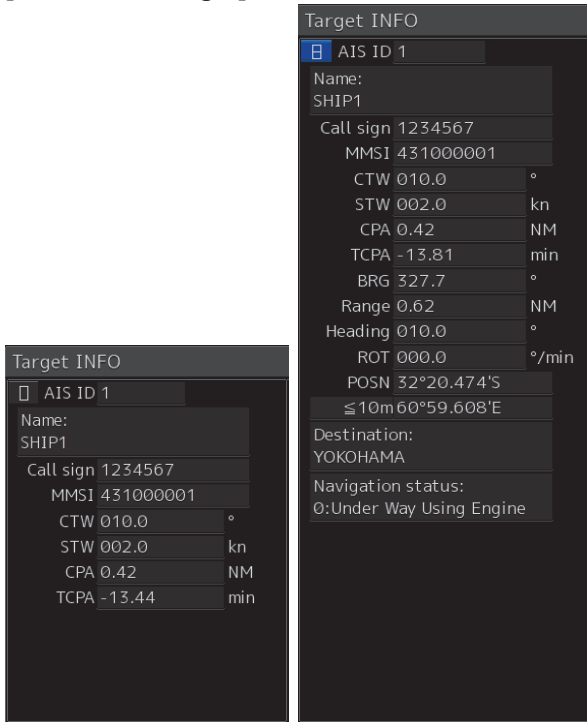 Target INFO
AIS ID 1
Name:
SHIP1
Call sign 1234567
MMSI 431000001
CTW 010.0 °
STW 002.0 kn
CPA 0.42 NM
TCPA -13.44 min
Target INFO
AIS ID 1
Name:
SHIP1
Call sign 1234567
MMSI 431000001
CTW 010.0 °
STW 002.0 kn
CPA 0.42 NM
TCPA -13.81 min
BRG 327.7 °
Range 0.62 NM
Heading 010.0 °
ROT 000.0 °/min
POSN 32°20.474'S
≦10m 60°59.608'E
Destination:
YOKOHAMA
Navigation status:
0:Under Way Using Engine